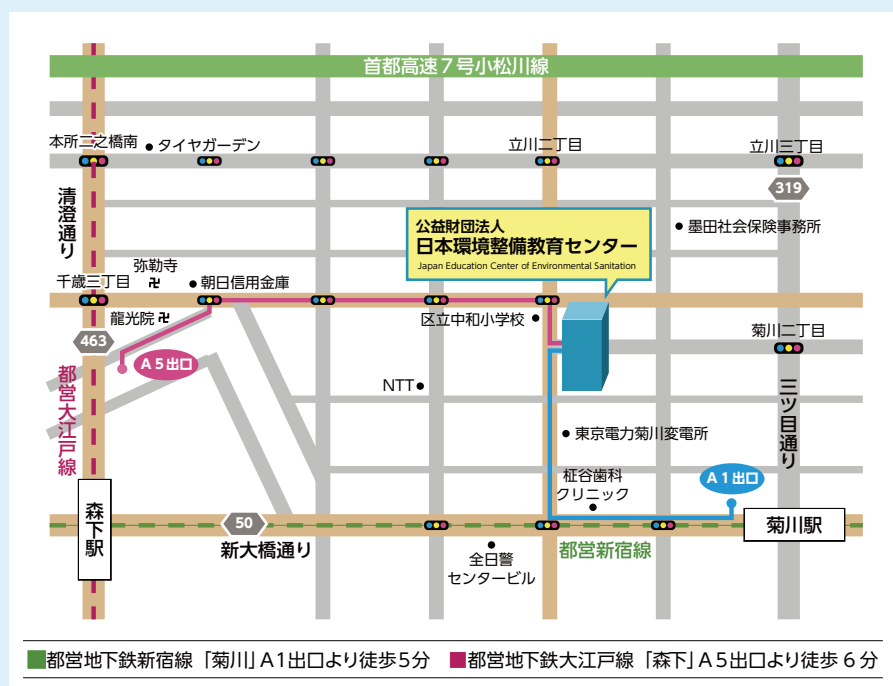 首都高速7号小松川線
本所二之橋南
タイヤガーデン
立川二丁目
立川三丁目
319
清澄通り
公益財団法人
日本環境整備教育センター
Japan Education Center of Environmental Sanitation
墨田社会保険事務所
弥勒寺
千歳三丁目
朝日信用金庫
龍光院
区立中和小学校
菊川二丁目
463
A5出口
都営大江戸線
NTT
三ツ目通り
東京電力菊川変電所
柾谷歯科
クリニック
A1出口
森下駅
50
菊川駅
新大橋通り
全日警
センタービル
都営新宿線
都営地下鉄新宿線「菊川」A1出口より徒歩5分
都営地下鉄大江戸線「森下」A5出口より徒歩6分